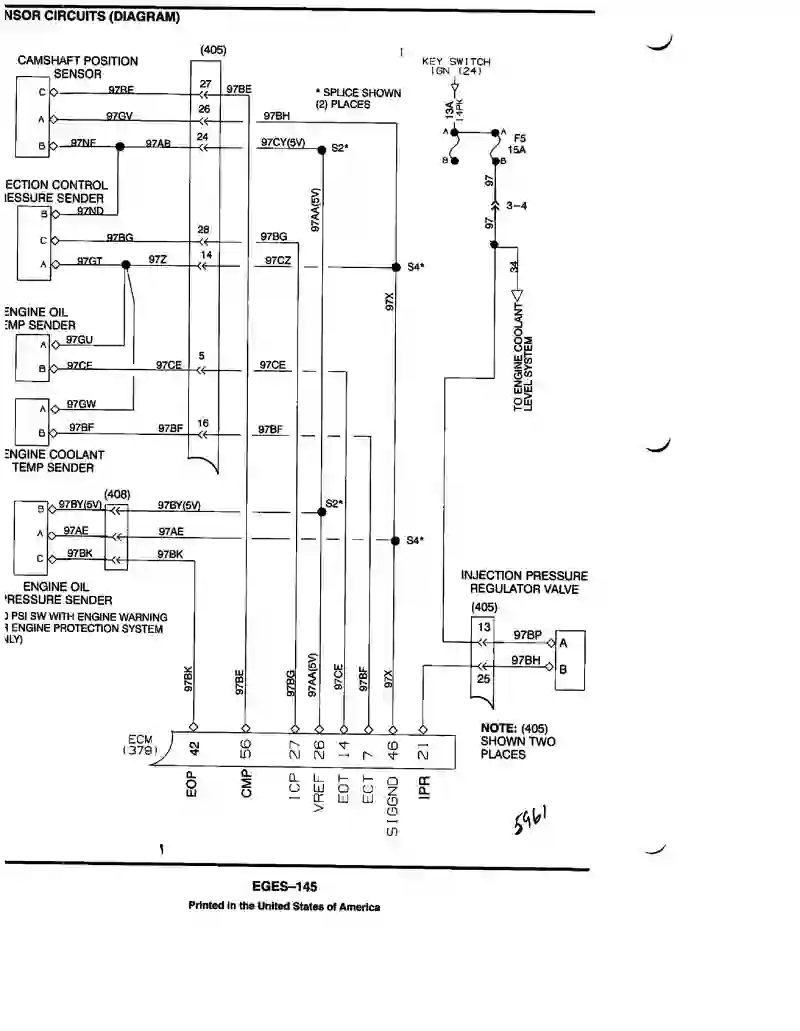 NSOR CIRCUITS (DIAGRAM)
(405)
CAMSHAFT POSITION
SENSOR
C 97BE 27 97BE
A 97GV 26 97BH
B 97NF 97AB 24 97CY(5V) S2*
* SPLICE SHOWN
(2) PLACES
KEY SWITCH
IGN (24)
13A
14PK
A A F5
15A
B B
97
3-4
97
34
TO ENGINE COOLANT
LEVEL SYSTEM
ECTION CONTROL
RESSURE SENDER
B 97ND
97AA(5V)
C 97BG 28 97BG
A 97GT 97Z 14 97CZ S4*
97X
ENGINE OIL
EMP SENDER
A 97GU
B 97CE 97CE 5 97CE
A 97GW
B 97BF 97BF 16 97BF
ENGINE COOLANT
TEMP SENDER
(408)
B 97BY(5V) 97BY(5V) S2*
A 97AE 97AE S4*
C 97BK 97BK
ENGINE OIL
PRESSURE SENDER
PSI SW WITH ENGINE WARNING
R ENGINE PROTECTION SYSTEM
NLY)
INJECTION PRESSURE
REGULATOR VALVE
(405)
13 97BP A
97BH B
25
97BK 97BE 97BG 97AA(5V) 97CE 97BF 97X
NOTE: (405)
SHOWN TWO
PLACES
ECM
(379)
42 56 27 26 14 7 46 21
EOP CMP ICP VREF EOT ECT SIGGND IPR
5961
EGES–145
Printed in the United States of America